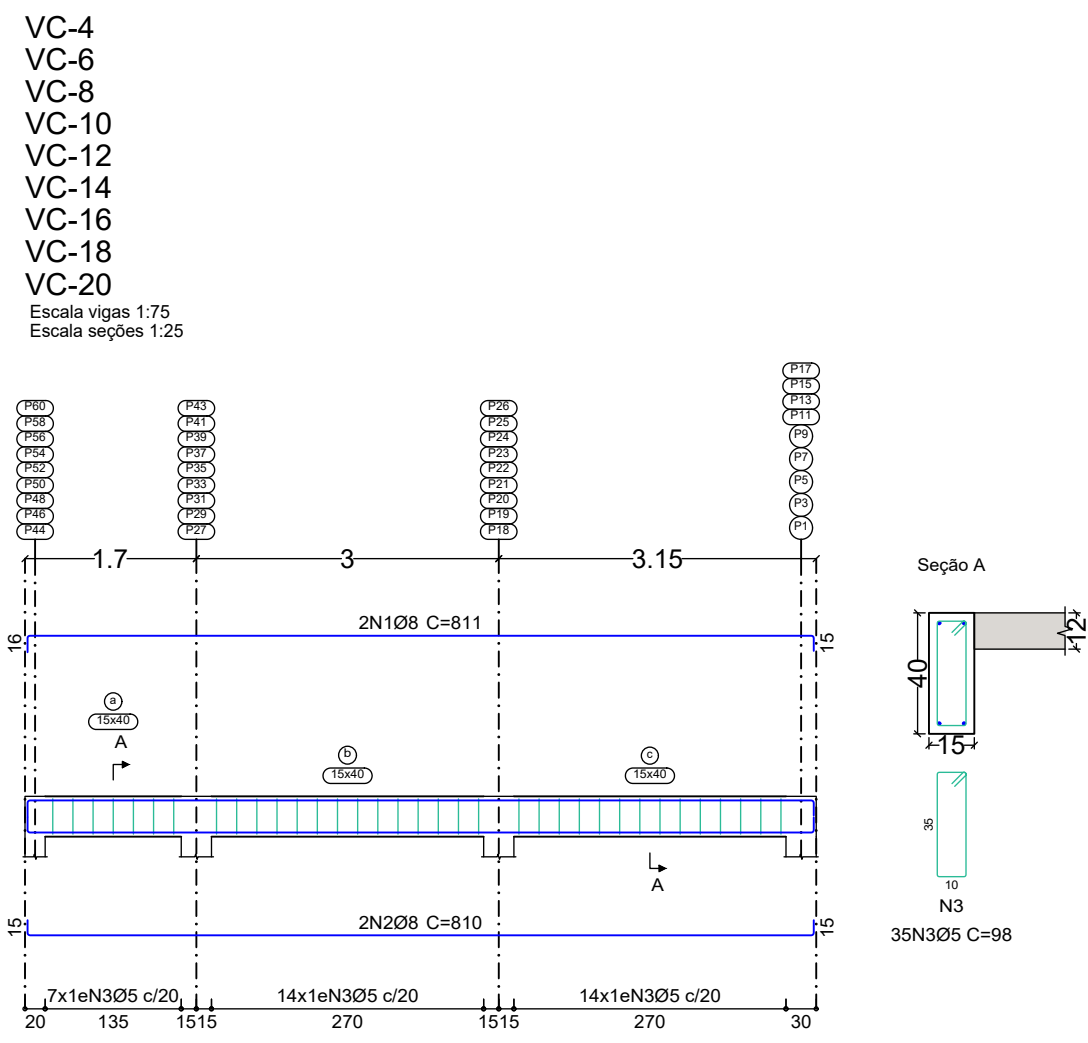 VC-4
VC-6
VC-8
VC-10
VC-12
VC-14
VC-16
VC-18
VC-20
Escala vigas 1:75
Escala seções 1:25
P60
P58
P56
P54
P52
P50
P48
P46
P44
P43
P41
P39
P37
P35
P33
P31
P29
P27
P26
P25
P24
P23
P22
P21
P20
P19
P18
P17
P15
P13
P11
P9
P7
P5
P3
P1
1.7 3 3.15
16 2N1Ø8 C=811 15
a
15x40
A
b
15x40
c
15x40
A
15 2N2Ø8 C=810 15
7x1eN3Ø5 c/20 14x1eN3Ø5 c/20 14x1eN3Ø5 c/20
20 135 15 15 270 15 15 270 30
Seção A
40
12
15
35
10
N3
35N3Ø5 C=98